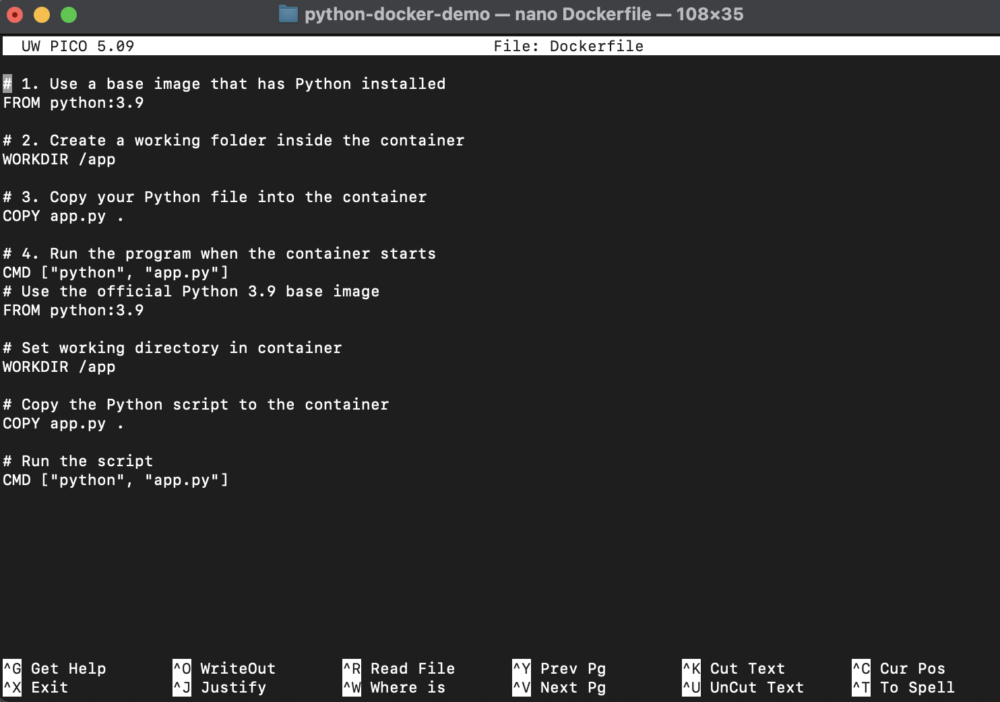 python-docker-demo — nano Dockerfile — 108×35
UW PICO 5.09 File: Dockerfile
# 1. Use a base image that has Python installed
FROM python:3.9
# 2. Create a working folder inside the container
WORKDIR /app
# 3. Copy your Python file into the container
COPY app.py .
# 4. Run the program when the container starts
CMD ["python", "app.py"]
# Use the official Python 3.9 base image
FROM python:3.9
# Set working directory in container
WORKDIR /app
# Copy the Python script to the container
COPY app.py .
# Run the script
CMD ["python", "app.py"]
^G Get Help ^O WriteOut ^R Read File ^Y Prev Pg ^K Cut Text ^C Cur Pos
^X Exit ^J Justify ^W Where is ^V Next Pg ^U UnCut Text ^T To Spell